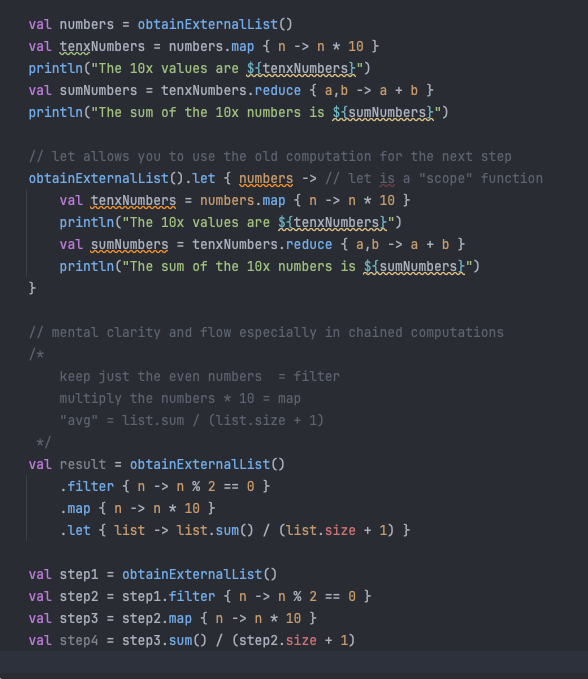 val numbers = obtainExternalList()
val tenxNumbers = numbers.map { n -> n * 10 }
println("The 10x values are ${tenxNumbers}")
val sumNumbers = tenxNumbers.reduce { a,b -> a + b }
println("The sum of the 10x numbers is ${sumNumbers}")

// let allows you to use the old computation for the next step
obtainExternalList().let { numbers -> // let is a "scope" function
    val tenxNumbers = numbers.map { n -> n * 10 }
    println("The 10x values are ${tenxNumbers}")
    val sumNumbers = tenxNumbers.reduce { a,b -> a + b }
    println("The sum of the 10x numbers is ${sumNumbers}")
}

// mental clarity and flow especially in chained computations
/*
    keep just the even numbers  = filter
    multiply the numbers * 10 = map
    "avg" = list.sum / (list.size + 1)
 */
val result = obtainExternalList()
    .filter { n -> n % 2 == 0 }
    .map { n -> n * 10 }
    .let { list -> list.sum() / (list.size + 1) }

val step1 = obtainExternalList()
val step2 = step1.filter { n -> n % 2 == 0 }
val step3 = step2.map { n -> n * 10 }
val step4 = step3.sum() / (step2.size + 1)